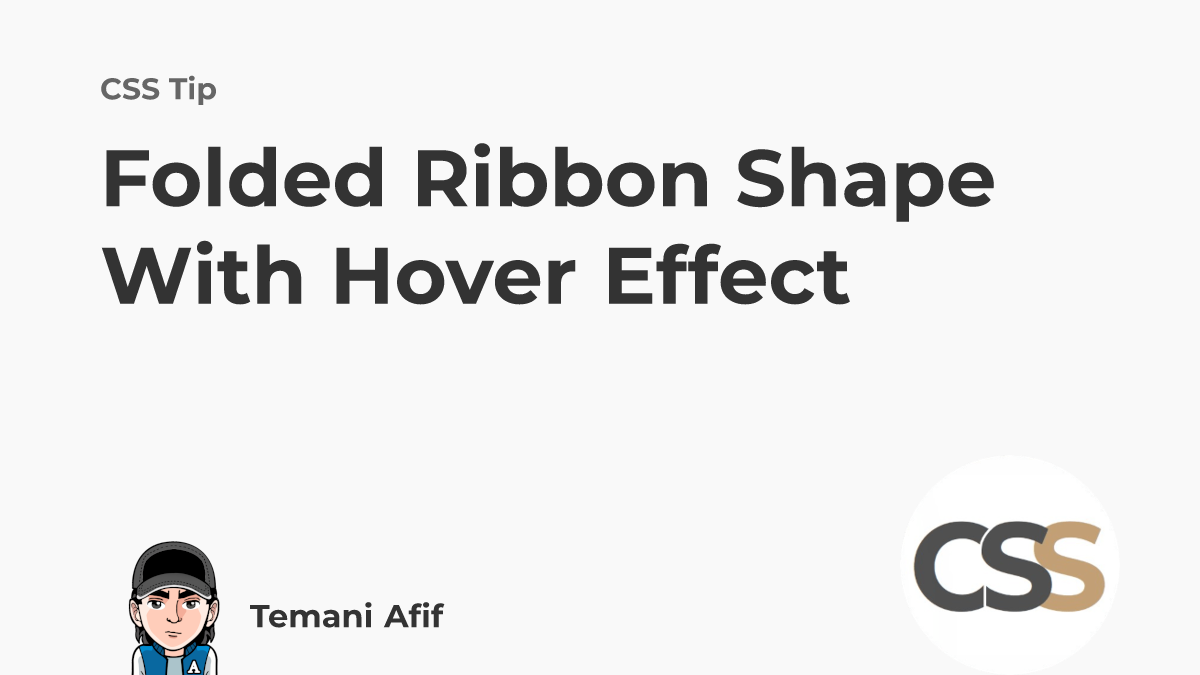 CSS Tip
Folded Ribbon Shape
With Hover Effect
A
Temani Afif
CSS